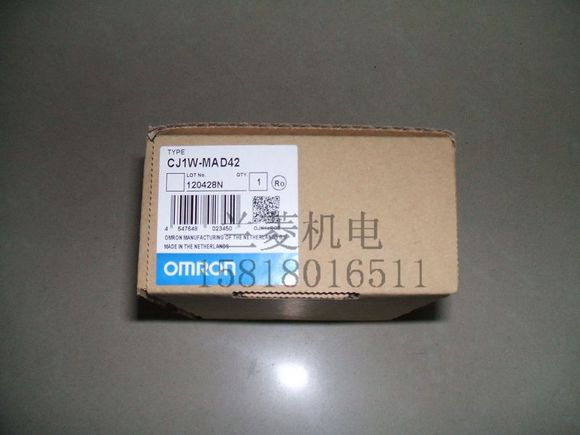 TYPE
CJ1W-MAD42
LOT No. QTY.
120428N 1 Ro
4 547648 023450
OMRON MANUFACTURING OF THE NETHERLANDS
MADE IN THE NETHERLANDS
OMRON
兰菱机电
15818016511